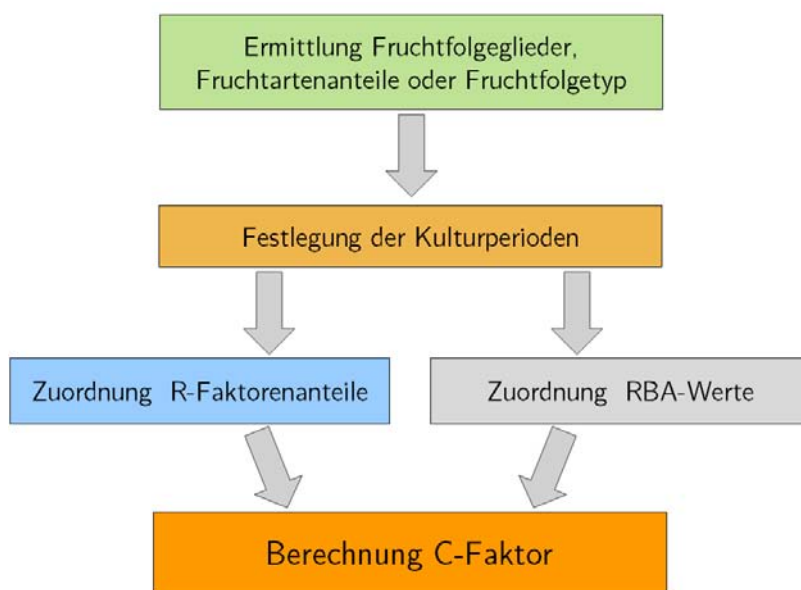 Ermittlung Fruchtfolgeglieder,
Fruchtartenanteile oder Fruchtfolgetyp
Festlegung der Kulturperioden
Zuordnung R-Faktorenanteile
Zuordnung RBA-Werte
Berechnung C-Faktor